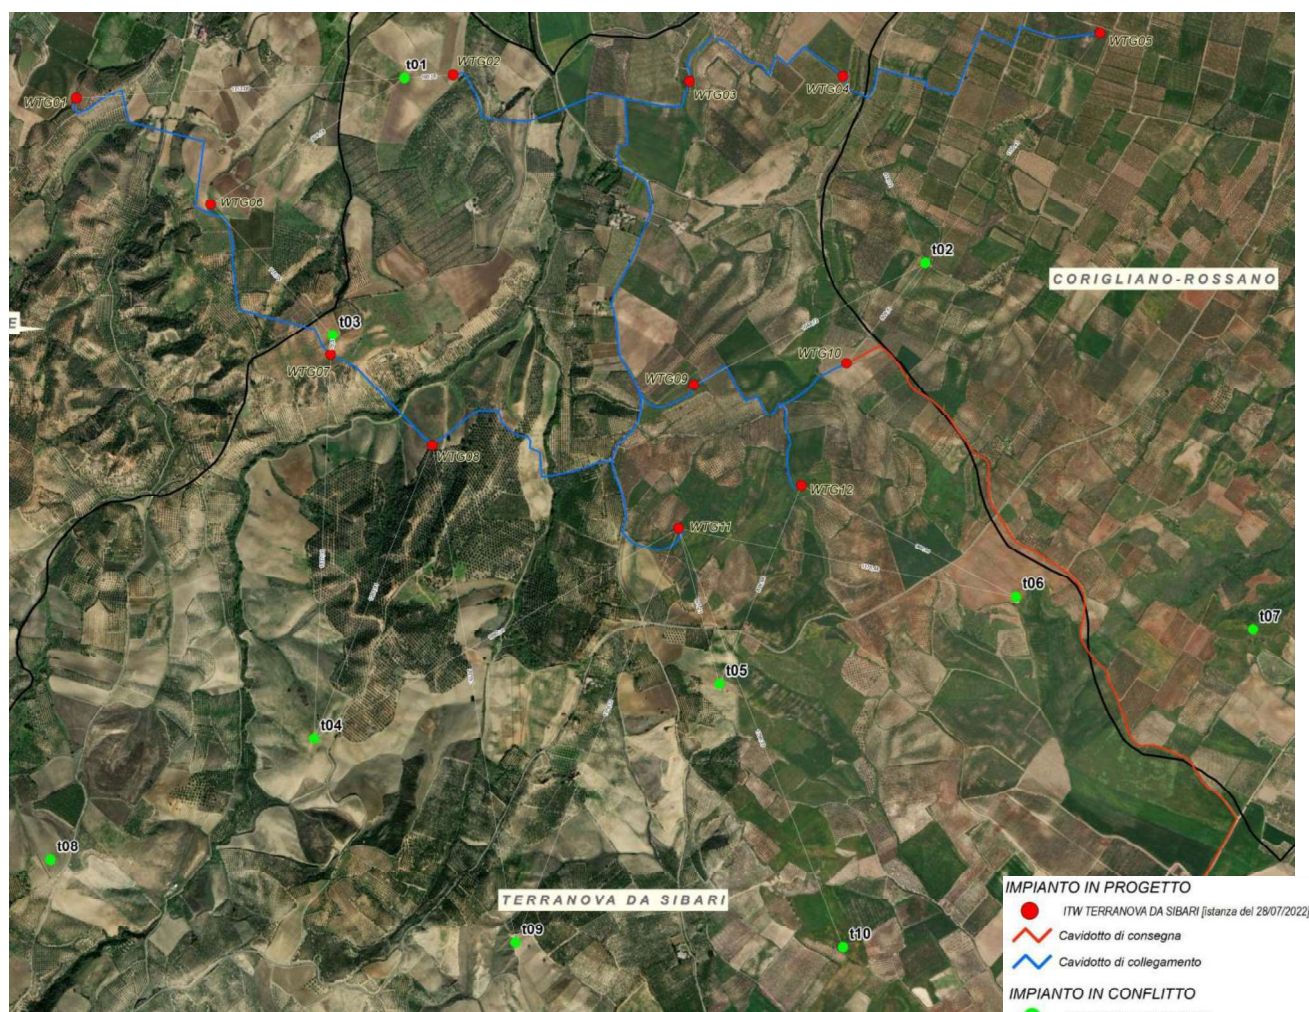 WTG05
t01
WTG02
WTG03
WTG04
WTG01
WTG06
t02
CORIGLIANO-ROSSANO
E
t03
WTG07
WTG10
WTG09
WTG08
WTG12
WTG11
t06
t07
t05
t04
t08
TERRANOVA DA SIBARI
t09
t10
IMPIANTO IN PROGETTO
ITW TERRANOVA DA SIBARI [istanza del 28/07/2022]
Cavidotto di consegna
Cavidotto di collegamento
IMPIANTO IN CONFLITTO